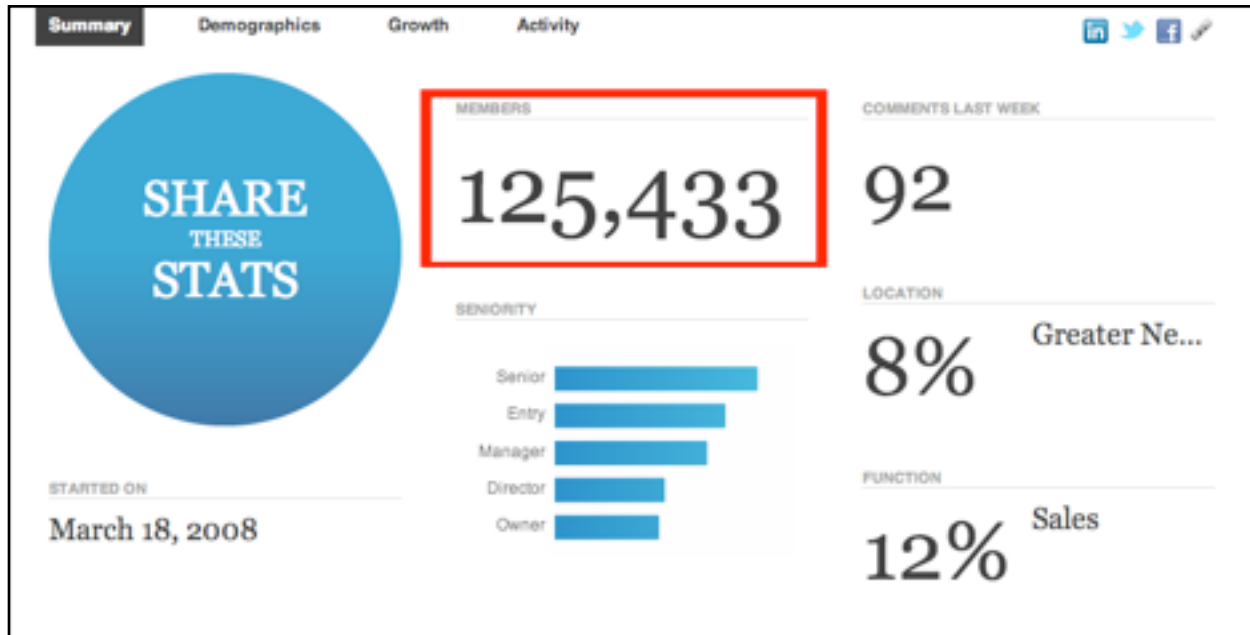 Summary Demographics Growth Activity
in f
SHARE
THESE
STATS
STARTED ON
March 18, 2008
MEMBERS
125,433
SENIORITY
Senior
Entry
Manager
Director
Owner
COMMENTS LAST WEEK
92
LOCATION
8% Greater Ne...
FUNCTION
12% Sales